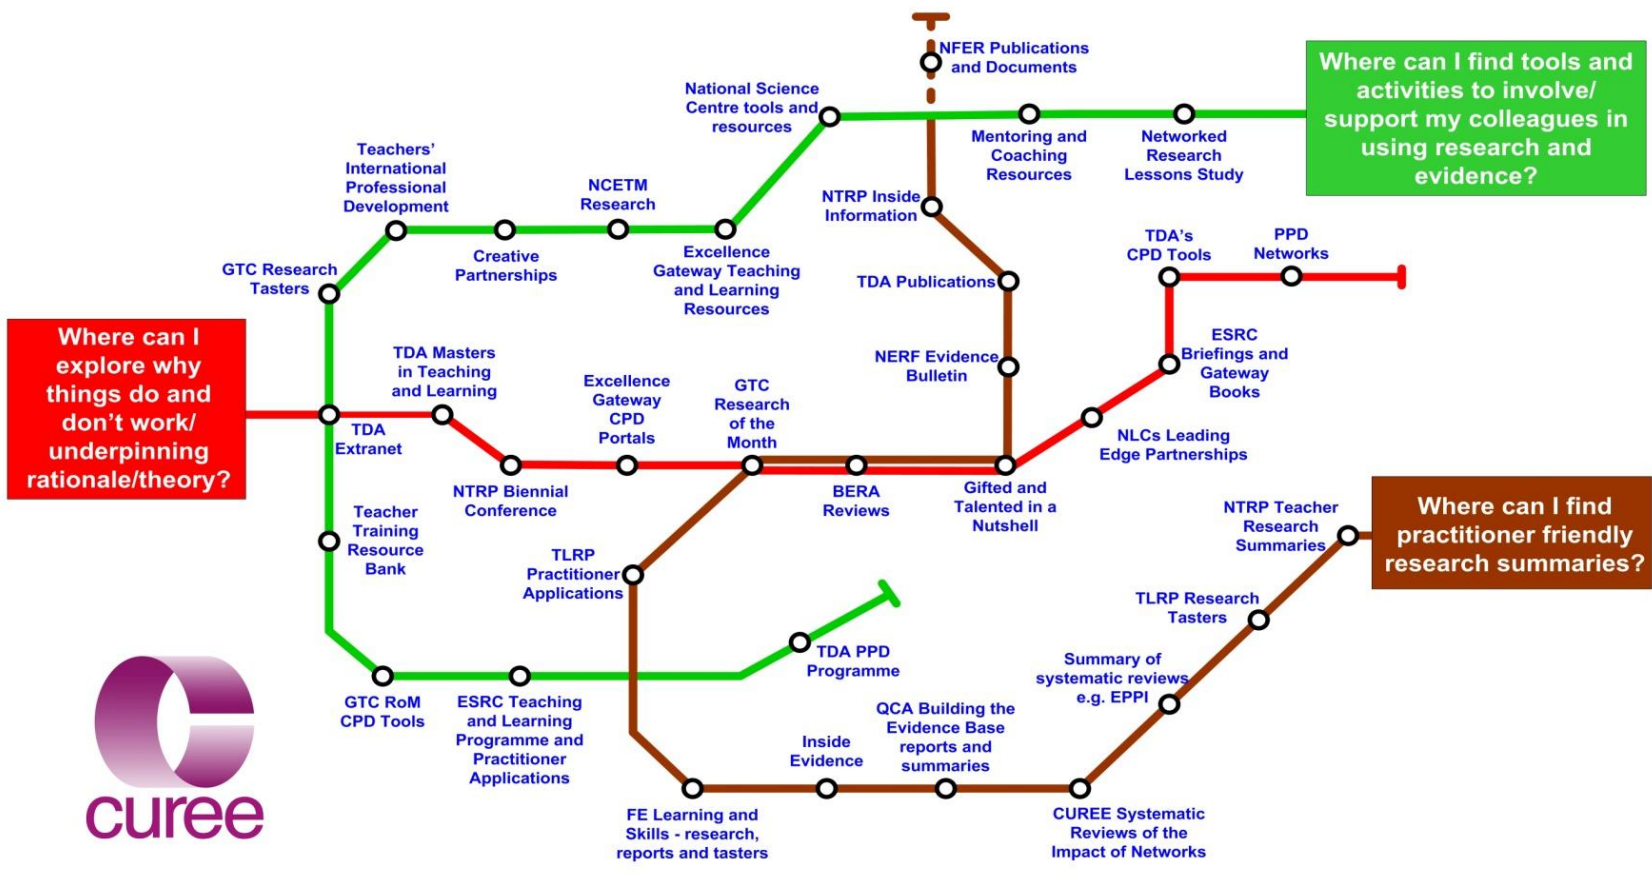 NFER Publications
and Documents
Where can I find tools and
activities to involve/
support my colleagues in
using research and
evidence?
National Science
Centre tools and
resources
Mentoring and
Coaching
Resources
Networked
Research
Lessons Study
Teachers'
International
Professional
Development
NCETM
Research
NTRP Inside
Information
Creative
Partnerships
Excellence
Gateway Teaching
and Learning
Resources
TDA's
CPD Tools
PPD
Networks
GTC Research
Tasters
TDA Publications
Where can I
explore why
things do and
don't work/
underpinning
rationale/theory?
TDA Masters
in Teaching
and Learning
Excellence
Gateway
CPD
Portals
GTC
Research
of the
Month
NERF Evidence
Bulletin
ESRC
Briefings and
Gateway
Books
TDA
Extranet
NLCs Leading
Edge Partnerships
NTRP Biennial
Conference
BERA
Reviews
Gifted and
Talented in a
Nutshell
Teacher
Training
Resource
Bank
NTRP Teacher
Research
Summaries
Where can I find
practitioner friendly
research summaries?
TLRP
Practitioner
Applications
TLRP Research
Tasters
TDA PPD
Programme
Summary of
systematic reviews
e.g. EPPI
GTC RoM
CPD Tools
ESRC Teaching
and Learning
Programme and
Practitioner
Applications
QCA Building the
Evidence Base
reports and
summaries
Inside
Evidence
curee
FE Learning and
Skills - research,
reports and tasters
CUREE Systematic
Reviews of the
Impact of Networks